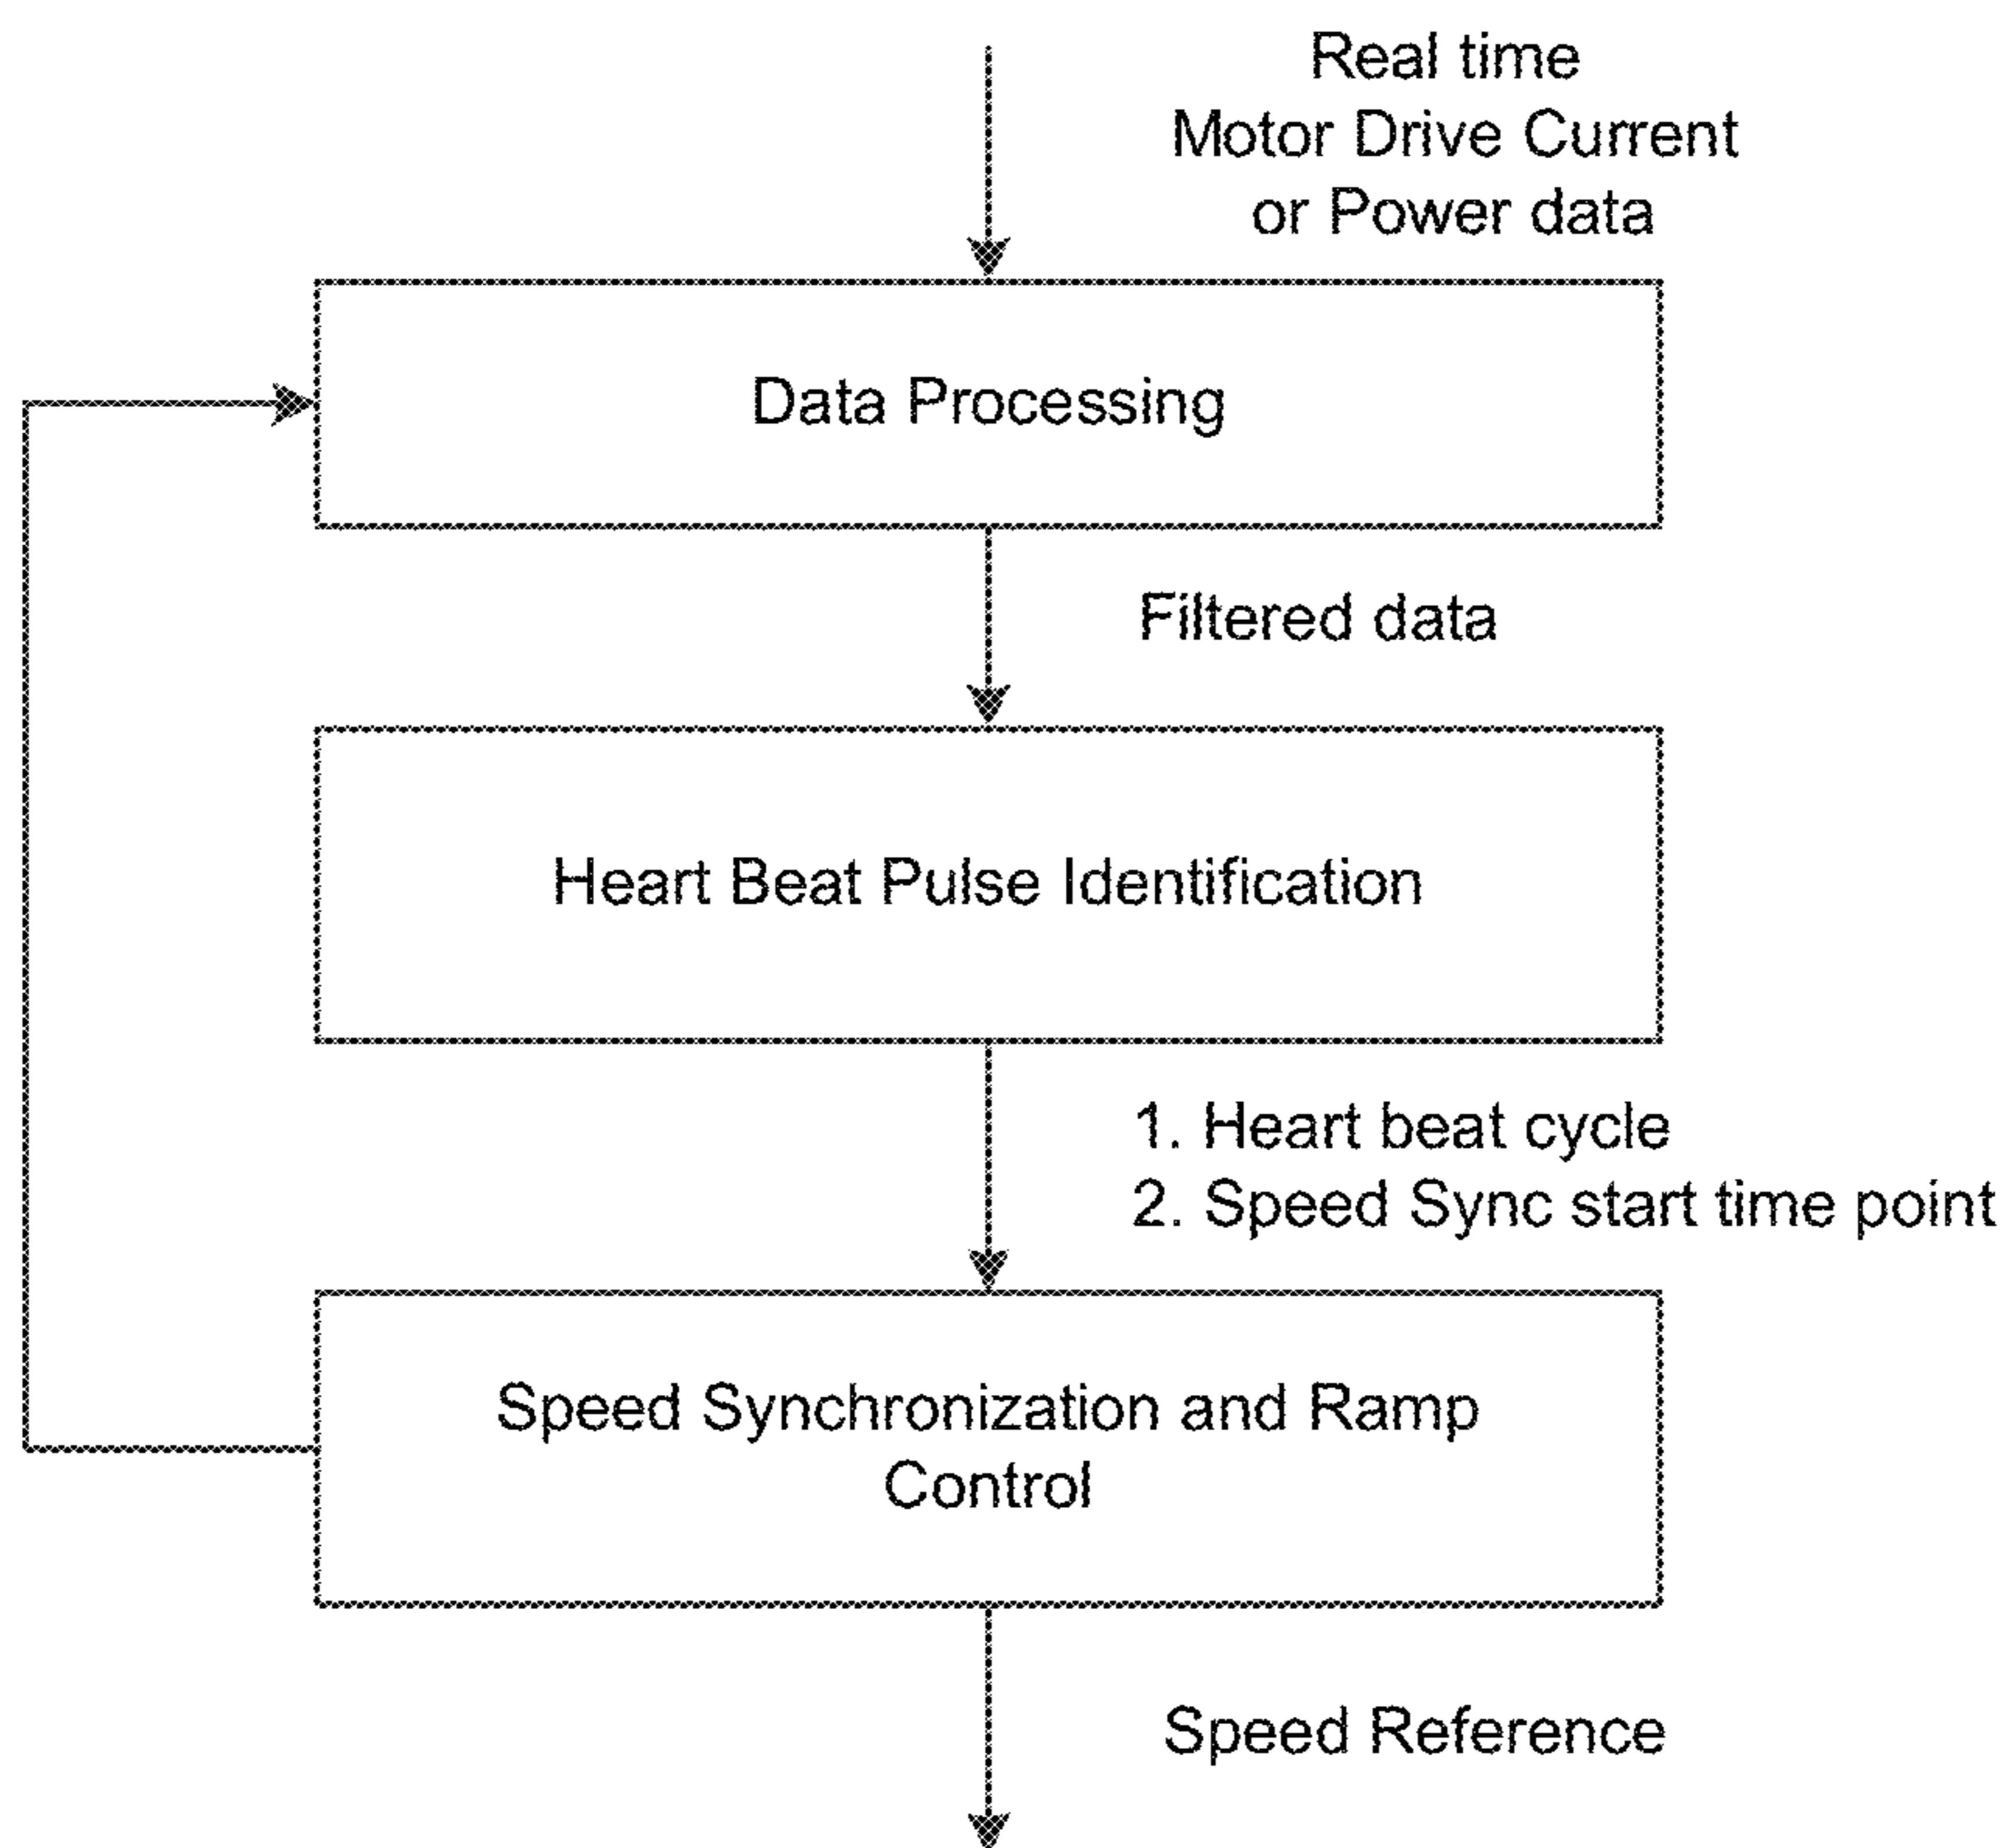 Real time
Motor Drive Current
or Power data
Data Processing
Filtered data
Heart Beat Pulse Identification
1. Heart beat cycle
2. Speed Sync start time point
Speed Synchronization and Ramp
Control
Speed Reference